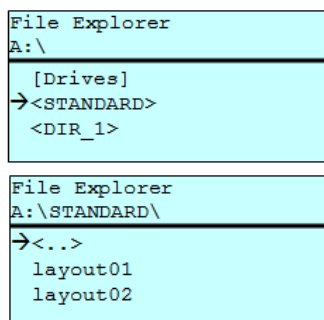 File Explorer
A:\
[Drives]
→<STANDARD>
<DIR_1>
File Explorer
A:\STANDARD\
→<..>
layout01
layout02